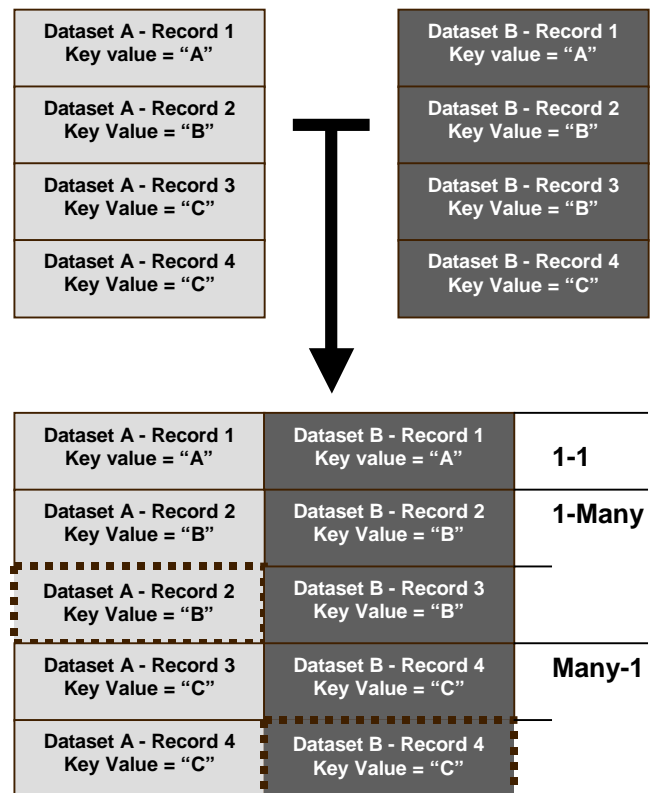 Dataset A - Record 1
Key value = “A”
Dataset A - Record 2
Key Value = “B”
Dataset A - Record 3
Key Value = “C”
Dataset A - Record 4
Key Value = “C”
Dataset B - Record 1
Key value = “A”
Dataset B - Record 2
Key Value = “B”
Dataset B - Record 3
Key Value = “B”
Dataset B - Record 4
Key Value = “C”
Dataset A - Record 1
Key value = “A”
Dataset B - Record 1
Key value = “A”
1-1
Dataset A - Record 2
Key Value = “B”
Dataset B - Record 2
Key Value = “B”
1-Many
Dataset A - Record 2
Key Value = “B”
Dataset B - Record 3
Key Value = “B”
Dataset A - Record 3
Key Value = “C”
Dataset B - Record 4
Key Value = “C”
Many-1
Dataset A - Record 4
Key Value = “C”
Dataset B - Record 4
Key Value = “C”